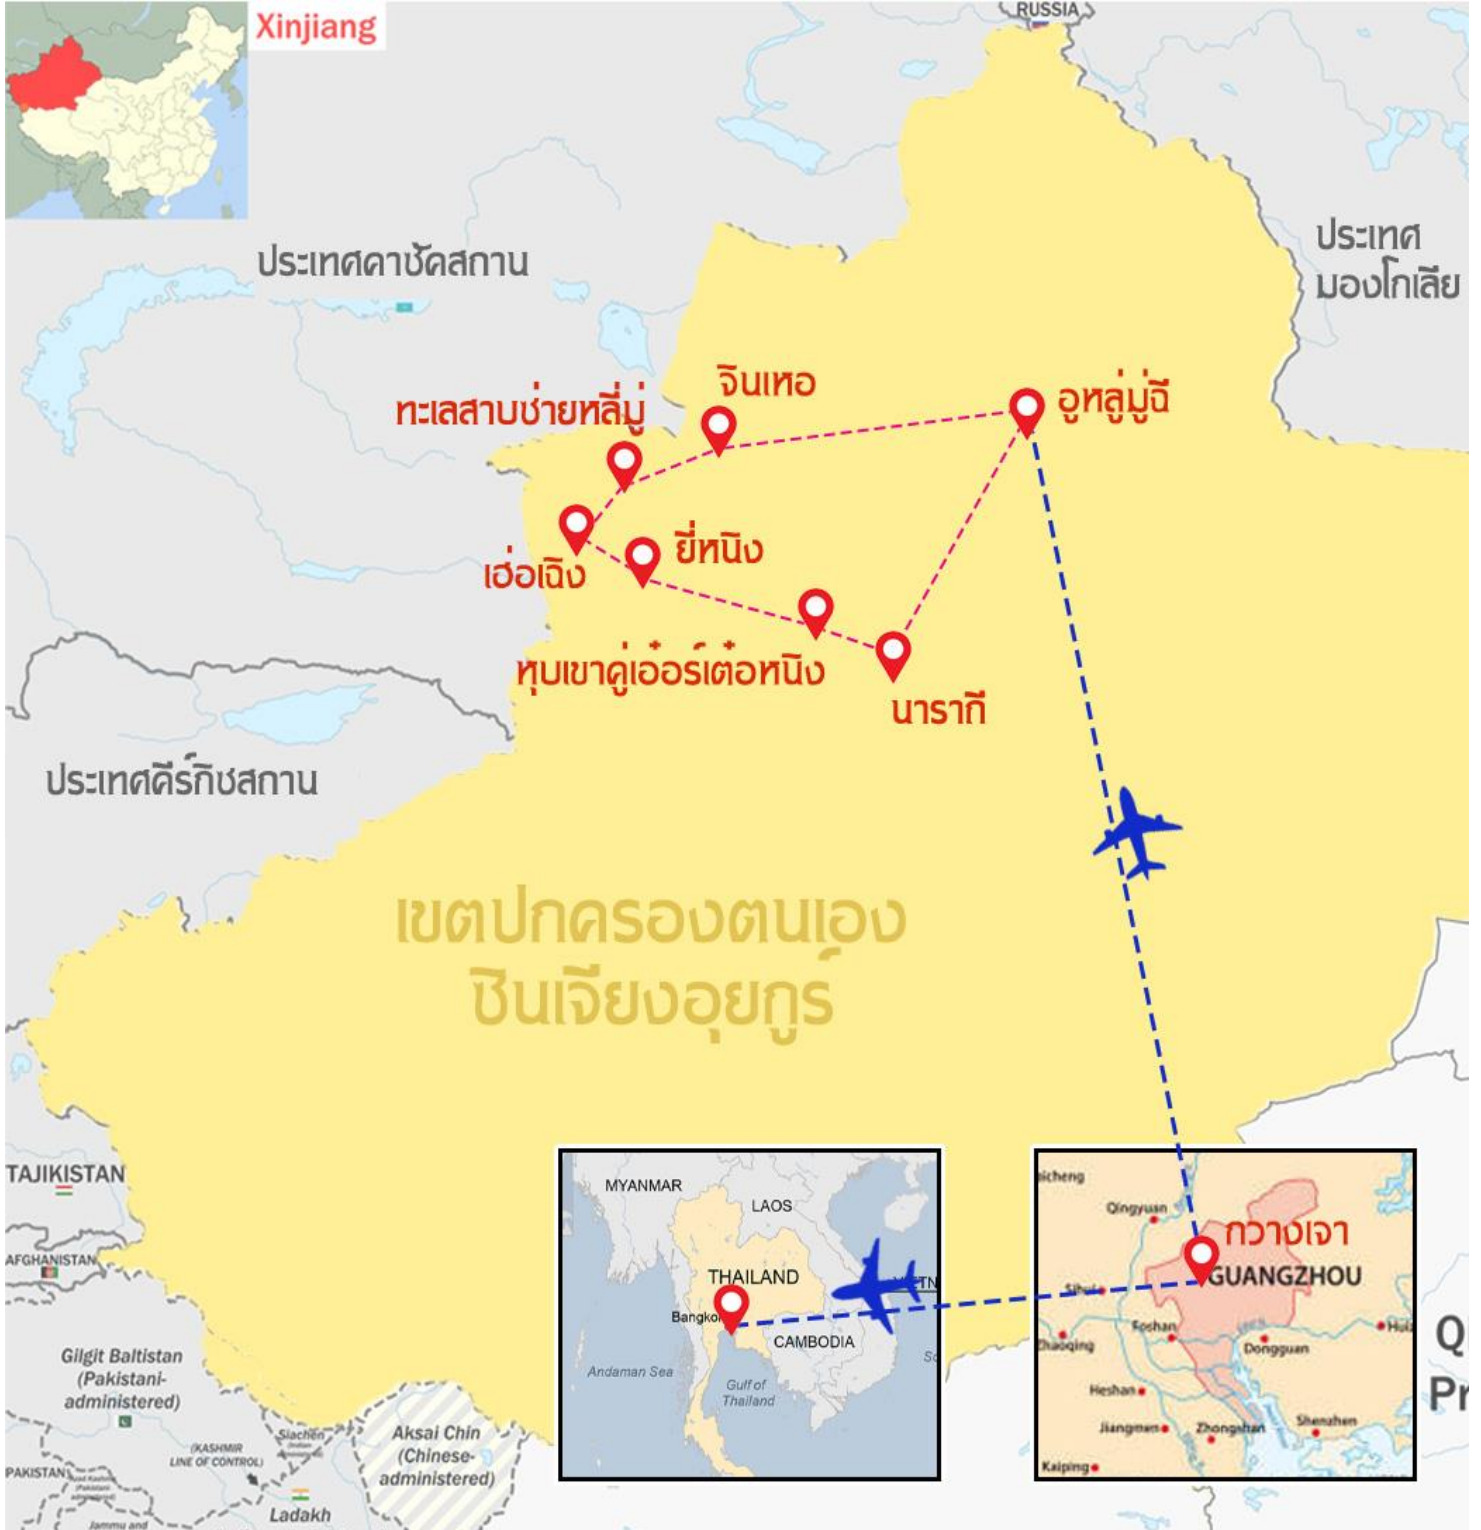 Xinjiang
RUSSIA
ประเทศคาซัคสถาน
ประเทศ
มองโกเลีย
จินเหอ
ทะเลสาบซ่ายหลี่มู่
อูหลู่มู่ฉี
ยี่หนิง
เฮ่อเฉิง
หุบเขาคู่เอ๋อร์เต๋อหนิง
นาราถี
ประเทศคีร์กิซสถาน
เขตปกครองตนเอง
ซินเจียงอุยกูร์
TAJIKISTAN
AFGHANISTAN
Gilgit Baltistan
(Pakistani-
administered)
(KASHMIR
LINE OF CONTROL)
Siachen
PAKISTAN
Jammu and
Ladakh
Aksai Chin
(Chinese-
administered)
MYANMAR
LAOS
THAILAND
CAMBODIA
Andaman Sea
Gulf of
Thailand
Qingyuan
กวางเจา
GUANGZHOU
Foshan
Dongguan
Heshan
Jiangmen
Zhongshan
Shenzhen
Kaiping